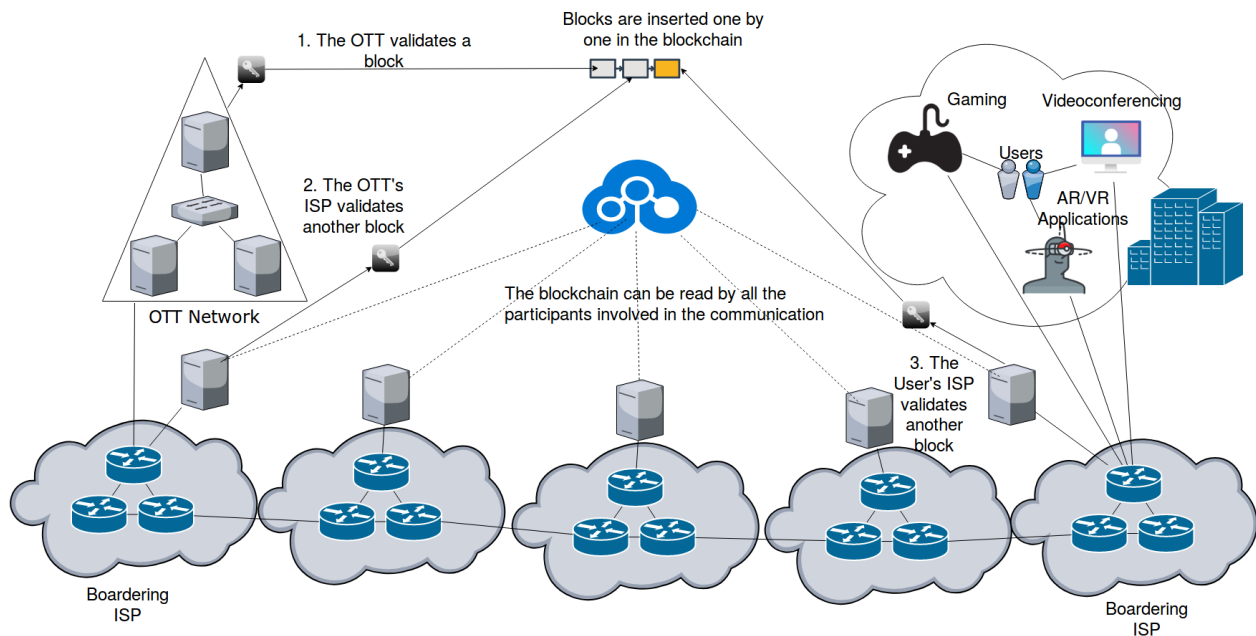 Blocks are inserted one by
one in the blockchain
1. The OTT validates a
block
Gaming
Videoconferencing
Users
AR/VR
Applications
2. The OTT's
ISP validates
another block
OTT Network
The blockchain can be read by all the
participants involved in the communication
3. The
User's ISP
validates
another
block
Boardering
ISP
Boardering
ISP